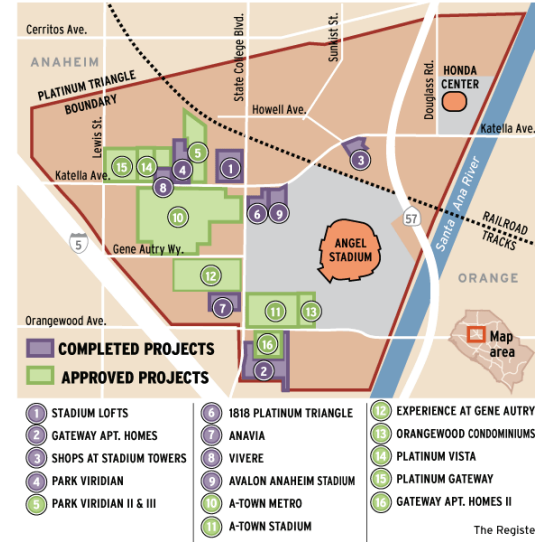 Cerritos Ave.
ANAHEIM
PLATINUM TRIANGLE
BOUNDARY
Lewis St.
State College Blvd.
Sunkist St.
Howell Ave.
Douglass Rd.
HONDA
CENTER
Katella Ave.
15
14
4
5
1
3
Katella Ave.
8
10
6
9
57
RAILROAD
TRACKS
Santa Ana River
5
Gene Autry Wy.
ANGEL
STADIUM
ORANGE
12
7
11
13
Orangewood Ave.
16
2
Map
area
COMPLETED PROJECTS
APPROVED PROJECTS
1 STADIUM LOFTS
2 GATEWAY APT. HOMES
3 SHOPS AT STADIUM TOWERS
4 PARK VIRIDIAN
5 PARK VIRIDIAN II & III
6 1818 PLATINUM TRIANGLE
7 ANAVIA
8 VIVERE
9 AVALON ANAHEIM STADIUM
10 A-TOWN METRO
11 A-TOWN STADIUM
12 EXPERIENCE AT GENE AUTRY
13 ORANGEWOOD CONDOMINIUMS
14 PLATINUM VISTA
15 PLATINUM GATEWAY
16 GATEWAY APT. HOMES II
The Registe